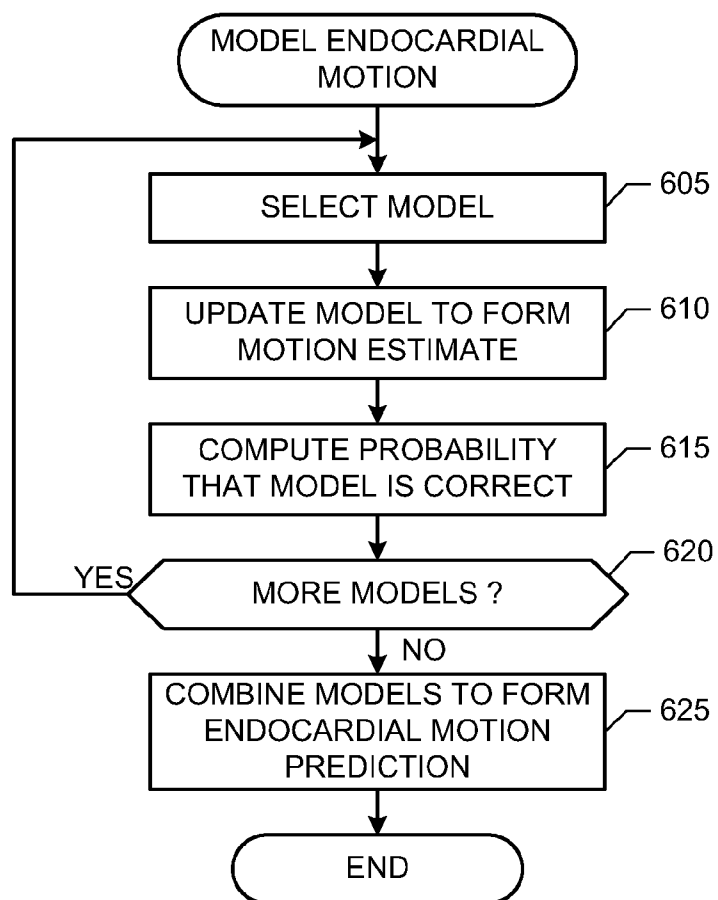 MODEL ENDOCARDIAL
MOTION
SELECT MODEL
605
UPDATE MODEL TO FORM
MOTION ESTIMATE
610
COMPUTE PROBABILITY
THAT MODEL IS CORRECT
615
MORE MODELS ?
620
YES
NO
COMBINE MODELS TO FORM
ENDOCARDIAL MOTION
PREDICTION
625
END